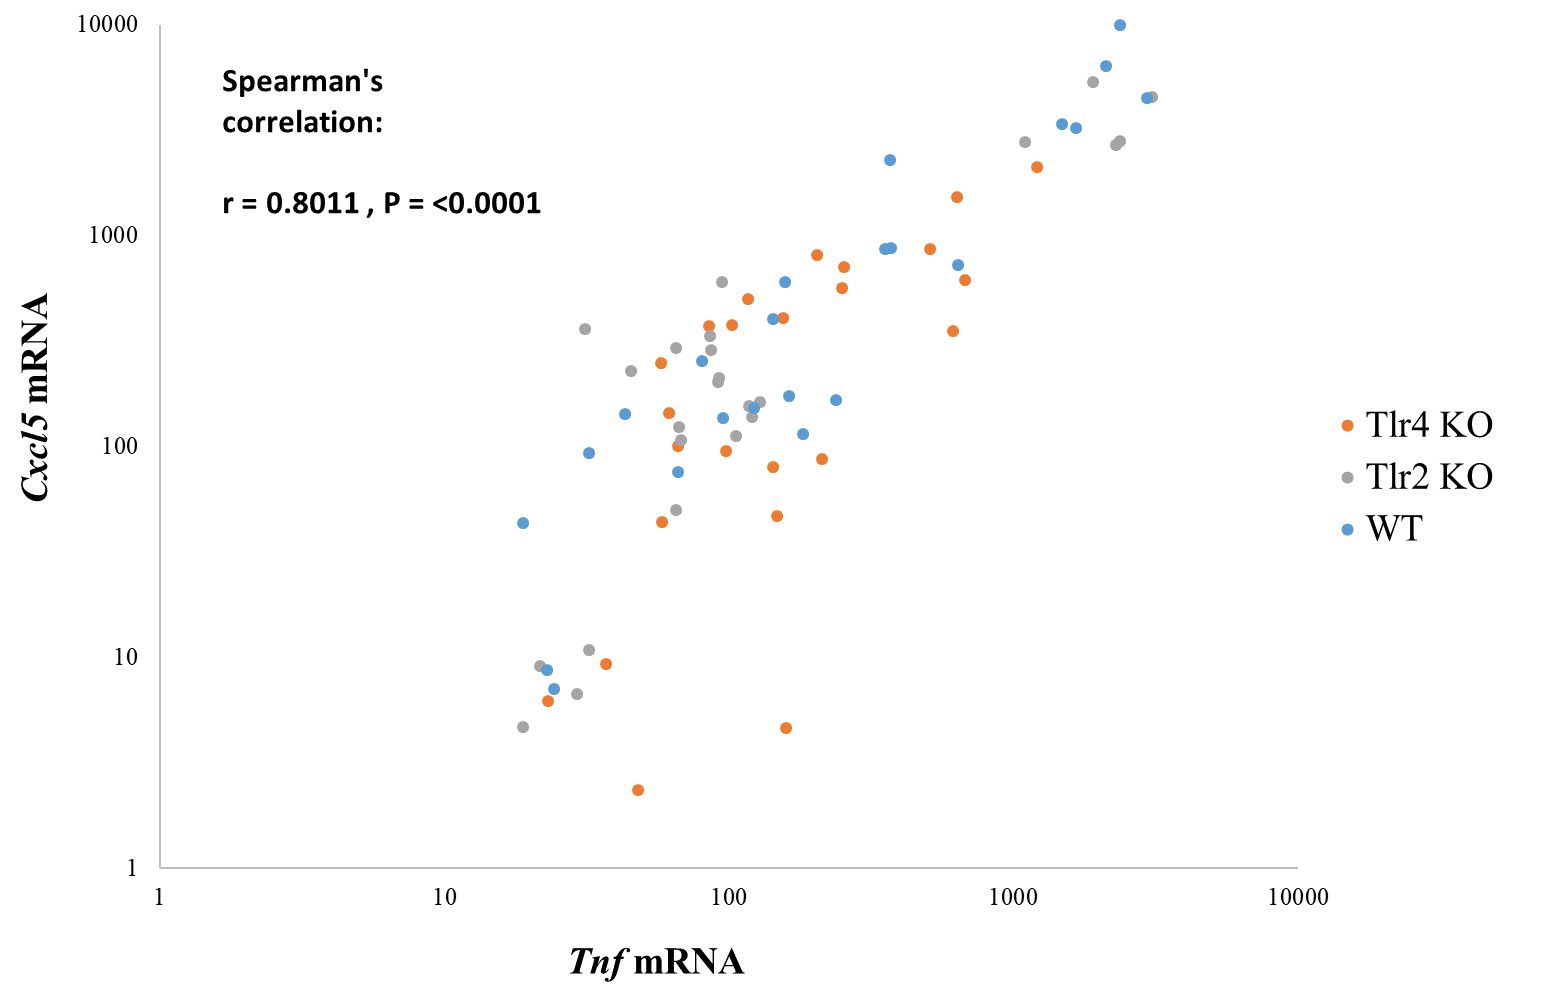 10000
Spearman's
correlation:
r = 0.8011 , P = <0.0001
1000
Cxcl5 mRNA
Tlr4 KO
100
Tlr2 KO
WT
10
1
1
10
100
1000
10000
Tnf mRNA